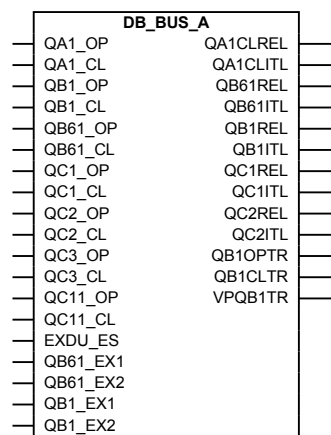 DB_BUS_A
QA1_OP QA1CLREL
QA1_CL QA1CLITL
QB1_OP QB61REL
QB1_CL QB61ITL
QB61_OP QB1REL
QB61_CL QB1ITL
QC1_OP QC1REL
QC1_CL QC1ITL
QC2_OP QC2REL
QC2_CL QC2ITL
QC3_OP QB1OPTR
QC3_CL QB1CLTR
QC11_OP VPQB1TR
QC11_CL
EXDU_ES
QB61_EX1
QB61_EX2
QB1_EX1
QB1_EX2